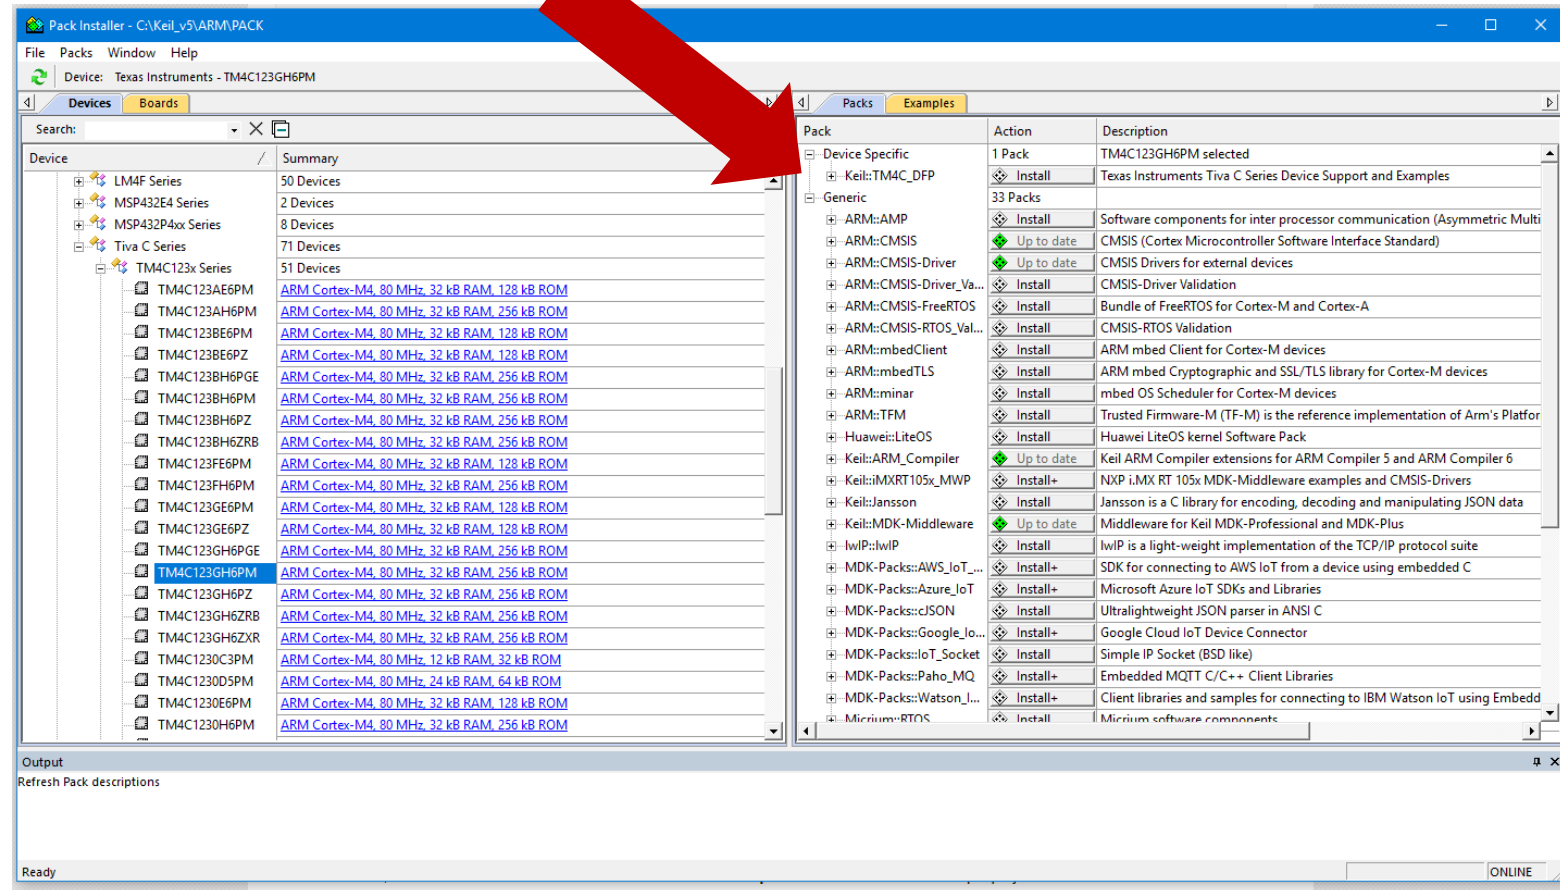 Pack Installer - C:\Keil_v5\ARM\PACK
File Packs Window Help
Device: Texas Instruments - TM4C123GH6PM
Devices Boards
Search:
Device Summary
LM4F Series 50 Devices
MSP432E4 Series 2 Devices
MSP432P4xx Series 8 Devices
Tiva C Series 71 Devices
TM4C123x Series 51 Devices
TM4C123AE6PM ARM Cortex-M4, 80 MHz, 32 kB RAM, 128 kB ROM
TM4C123AH6PM ARM Cortex-M4, 80 MHz, 32 kB RAM, 256 kB ROM
TM4C123BE6PM ARM Cortex-M4, 80 MHz, 32 kB RAM, 128 kB ROM
TM4C123BE6PZ ARM Cortex-M4, 80 MHz, 32 kB RAM, 128 kB ROM
TM4C123BH6PGE ARM Cortex-M4, 80 MHz, 32 kB RAM, 256 kB ROM
TM4C123BH6PM ARM Cortex-M4, 80 MHz, 32 kB RAM, 256 kB ROM
TM4C123BH6PZ ARM Cortex-M4, 80 MHz, 32 kB RAM, 256 kB ROM
TM4C123BH6ZRB ARM Cortex-M4, 80 MHz, 32 kB RAM, 256 kB ROM
TM4C123FE6PM ARM Cortex-M4, 80 MHz, 32 kB RAM, 128 kB ROM
TM4C123FH6PM ARM Cortex-M4, 80 MHz, 32 kB RAM, 256 kB ROM
TM4C123GE6PM ARM Cortex-M4, 80 MHz, 32 kB RAM, 128 kB ROM
TM4C123GE6PZ ARM Cortex-M4, 80 MHz, 32 kB RAM, 128 kB ROM
TM4C123GH6PGE ARM Cortex-M4, 80 MHz, 32 kB RAM, 256 kB ROM
TM4C123GH6PM ARM Cortex-M4, 80 MHz, 32 kB RAM, 256 kB ROM
TM4C123GH6PZ ARM Cortex-M4, 80 MHz, 32 kB RAM, 256 kB ROM
TM4C123GH6ZRB ARM Cortex-M4, 80 MHz, 32 kB RAM, 256 kB ROM
TM4C123GH6ZXR ARM Cortex-M4, 80 MHz, 32 kB RAM, 256 kB ROM
TM4C1230C3PM ARM Cortex-M4, 80 MHz, 12 kB RAM, 32 kB ROM
TM4C1230D5PM ARM Cortex-M4, 80 MHz, 24 kB RAM, 64 kB ROM
TM4C1230E6PM ARM Cortex-M4, 80 MHz, 32 kB RAM, 128 kB ROM
TM4C1230H6PM ARM Cortex-M4, 80 MHz, 32 kB RAM, 256 kB ROM
Packs Examples
Pack Action Description
Device Specific 1 Pack TM4C123GH6PM selected
Keil::TM4C_DFP Install Texas Instruments Tiva C Series Device Support and Examples
Generic 33 Packs
ARM::AMP Install Software components for inter processor communication (Asymmetric Multi
ARM::CMSIS Up to date CMSIS (Cortex Microcontroller Software Interface Standard)
ARM::CMSIS-Driver Up to date CMSIS Drivers for external devices
ARM::CMSIS-Driver_Va... Install CMSIS-Driver Validation
ARM::CMSIS-FreeRTOS Install Bundle of FreeRTOS for Cortex-M and Cortex-A
ARM::CMSIS-RTOS_Val... Install CMSIS-RTOS Validation
ARM::mbedClient Install ARM mbed Client for Cortex-M devices
ARM::mbedTLS Install ARM mbed Cryptographic and SSL/TLS library for Cortex-M devices
ARM::minar Install mbed OS Scheduler for Cortex-M devices
ARM::TFM Install Trusted Firmware-M (TF-M) is the reference implementation of Arm's Platfor
Huawei::LiteOS Install Huawei LiteOS kernel Software Pack
Keil::ARM_Compiler Up to date Keil ARM Compiler extensions for ARM Compiler 5 and ARM Compiler 6
Keil::iMXRT105x_MWP Install+ NXP i.MX RT 105x MDK-Middleware examples and CMSIS-Drivers
Keil::Jansson Install Jansson is a C library for encoding, decoding and manipulating JSON data
Keil::MDK-Middleware Up to date Middleware for Keil MDK-Professional and MDK-Plus
lwIP::lwIP Install lwIP is a light-weight implementation of the TCP/IP protocol suite
MDK-Packs::AWS_IoT_... Install+ SDK for connecting to AWS IoT from a device using embedded C
MDK-Packs::Azure_IoT Install+ Microsoft Azure IoT SDKs and Libraries
MDK-Packs::cJSON Install Ultralightweight JSON parser in ANSI C
MDK-Packs::Google_Io... Install+ Google Cloud IoT Device Connector
MDK-Packs::IoT_Socket Install Simple IP Socket (BSD like)
MDK-Packs::Paho_MQ Install+ Embedded MQTT C/C++ Client Libraries
MDK-Packs::Watson_I... Install+ Client libraries and samples for connecting to IBM Watson IoT using Embedd
Micrium::RTOS Install Micrium software components
Output
Refresh Pack descriptions
Ready ONLINE